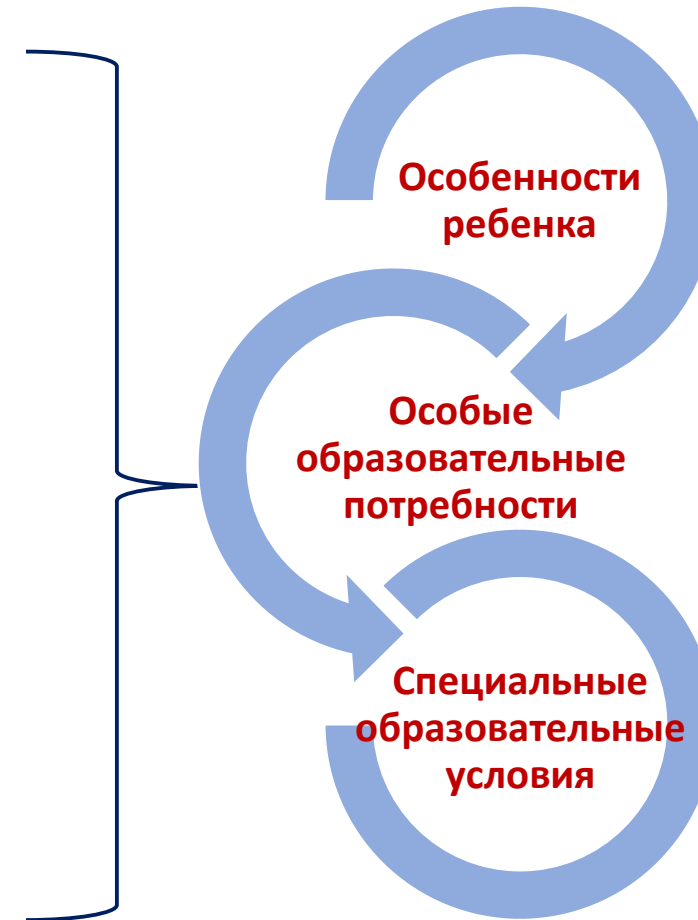 Особенности
ребенка
Особые
образовательные
потребности
Специальные
образовательные
условия